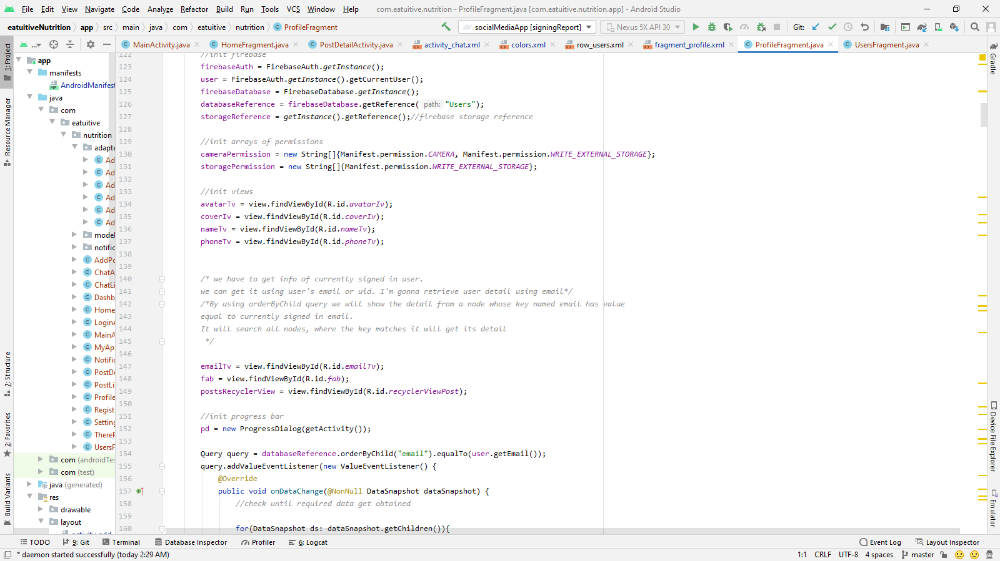 File Edit View Navigate Code Analyze Refactor Build Run Tools VCS Window Help com.eatuitive.nutrition - ProfileFragment.java [com.eatuitive.nutrition.app] - Android Studio
eatuitiveNutrition app src main java com eatuitive nutrition ProfileFragment socialMediaApp [signingReport] Nexus 5X API 30 Git:
... MainActivity.java HomeFragment.java PostDetailActivity.java activity_chat.xml colors.xml row_users.xml fragment_profile.xml ProfileFragment.java UsersFragment.java
1: Project
Resource Manager
7: Structure
2: Favorites
Build Variants
app
manifests
AndroidManifest
java
com
eatuitive
nutrition
adapte
Ad
Ad
Ad
Ad
Ad
Ad
model
notific
AddPo
ChatA
ChatLi
Dashb
Home
LoginA
MainA
MyAp
Notific
PostDe
PostLi
Profile
Regist
Setting
ThereP
UsersF
com (androidTes
com (test)
java (generated)
res
drawable
layout
activity_add
122 //init firebase
123 firebaseAuth = FirebaseAuth.getInstance();
124 user = FirebaseAuth.getInstance().getCurrentUser();
125 firebaseDatabase = FirebaseDatabase.getInstance();
126 databaseReference = firebaseDatabase.getReference( path: "Users");
127 storageReference = getInstance().getReference();//firebase storage reference
128
129 //init arrays of permissions
130 cameraPermission = new String[]{Manifest.permission.CAMERA, Manifest.permission.WRITE_EXTERNAL_STORAGE};
131 storagePermission = new String[]{Manifest.permission.WRITE_EXTERNAL_STORAGE};
132
133 //init views
134 avatarTv = view.findViewById(R.id.avatarIv);
135 coverIv = view.findViewById(R.id.coverIv);
136 nameTv = view.findViewById(R.id.nameTv);
137 phoneTv = view.findViewById(R.id.phoneTv);
138
139
140 /* we have to get info of currently signed in user.
141 we can get it using user's email or uid. I'm gonna retrieve user detail using email*/
142 /*By using orderByChild query we will show the detail from a node whose key named email has value
143 equal to currently signed in email.
144 It will search all nodes, where the key matches it will get its detail
145 */
146
147 emailTv = view.findViewById(R.id.emailTv);
148 fab = view.findViewById(R.id.fab);
149 postsRecyclerView = view.findViewById(R.id.recyclerViewPost);
150
151 //init progress bar
152 pd = new ProgressDialog(getActivity());
153
154 Query query = databaseReference.orderByChild("email").equalTo(user.getEmail());
155 query.addValueEventListener(new ValueEventListener() {
156 @Override
157 public void onDataChange(@NonNull DataSnapshot dataSnapshot) {
158 //check until required data get obtained
159
160 for(DataSnapshot ds: dataSnapshot.getChildren()){
Gradle
Device File Explorer
Emulator
TODO 9: Git Terminal Database Inspector Profiler 6: Logcat Event Log Layout Inspector
* daemon started successfully (today 2:29 AM) 1:1 CRLF UTF-8 4 spaces master